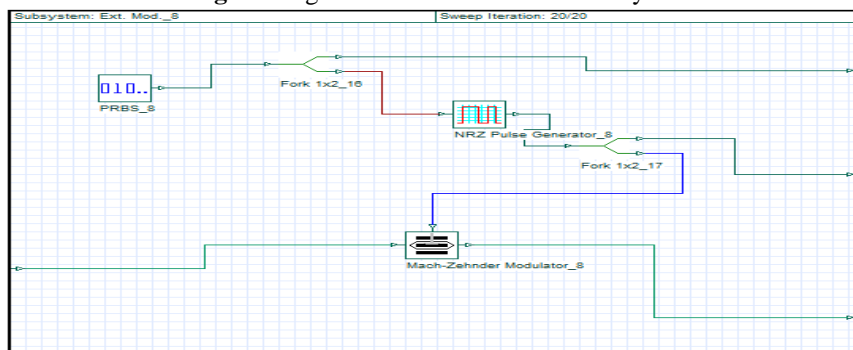 Subsystem: Ext. Mod._8
Sweep Iteration: 20/20
Fork 1x2_16
010..
PRBS_8
NRZ Pulse Generator_8
Fork 1x2_17
Mach-Zehnder Modulator_8